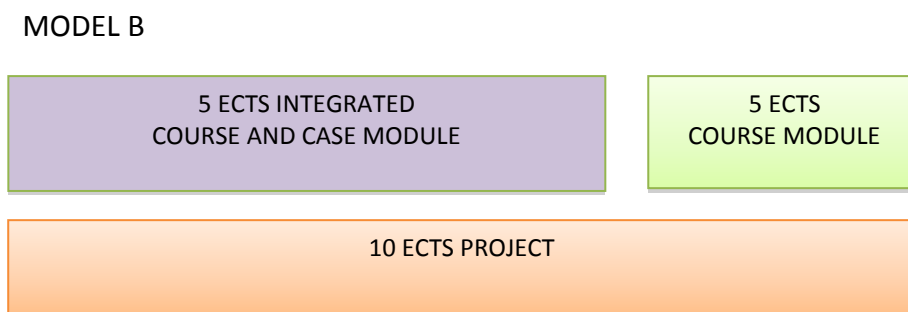 MODEL B
5 ECTS INTEGRATED
COURSE AND CASE MODULE
5 ECTS
COURSE MODULE
10 ECTS PROJECT